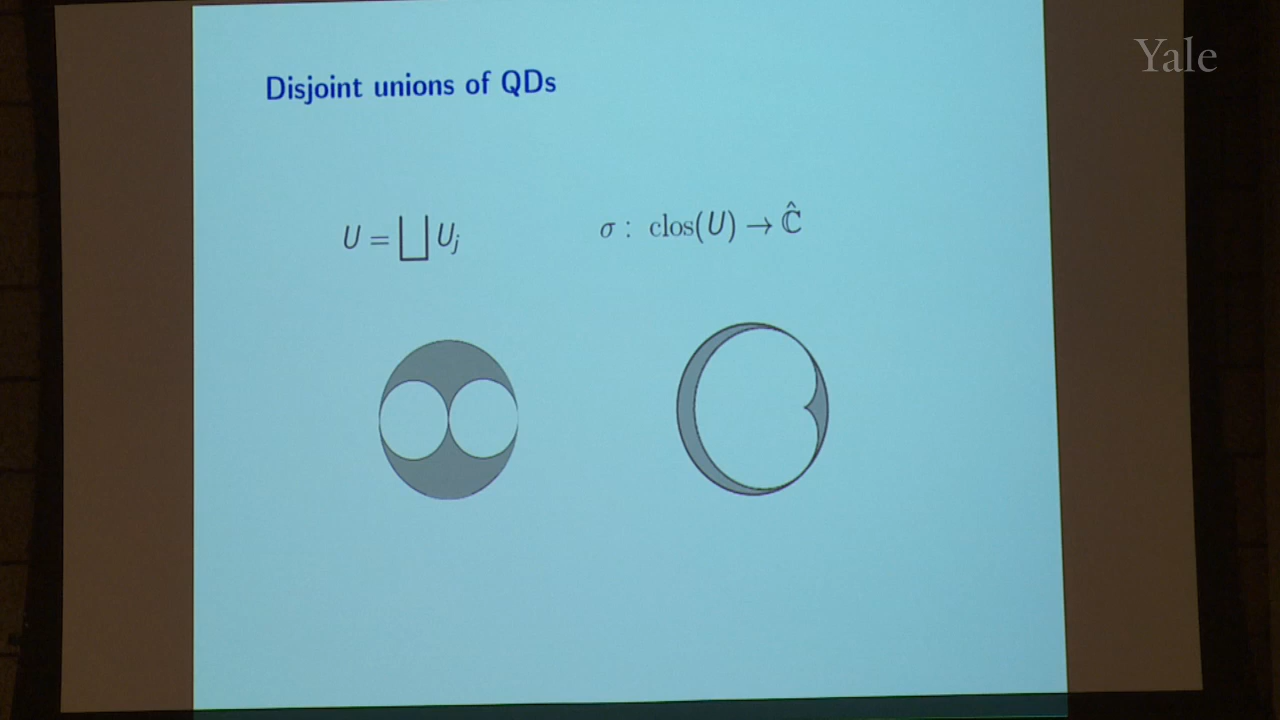 Yale
Disjoint unions of QDs
U = ⨆ U_j
σ : clos(U) → Ĉ